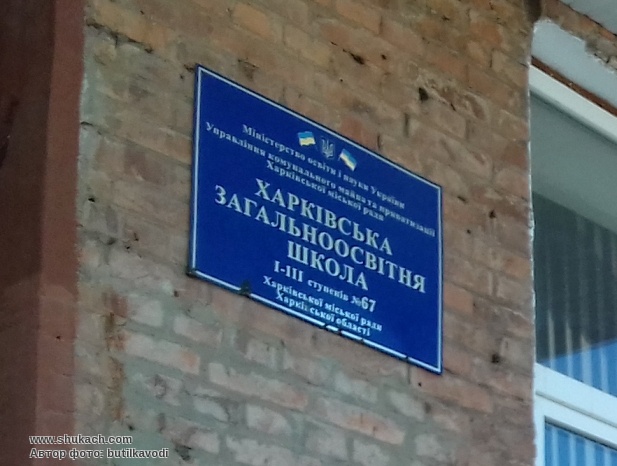 Міністерство освіти і науки України
Управління комунального майна та приватизації
Харківської міської ради
ХАРКІВСЬКА
ЗАГАЛЬНООСВІТНЯ
ШКОЛА
І-ІІІ ступенів №67
Харківської міської ради
Харківської області
www.shukach.com
Автор фото: butilkavodi